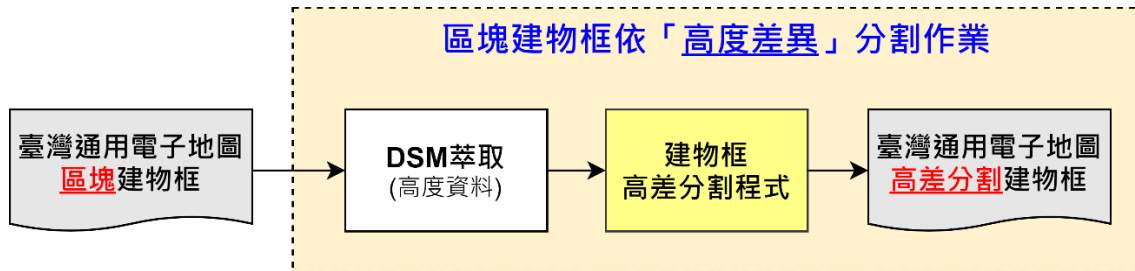 區塊建物框依「高度差異」分割作業
臺灣通用電子地圖
區塊建物框
DSM萃取
(高度資料)
建物框
高差分割程式
臺灣通用電子地圖
高差分割建物框